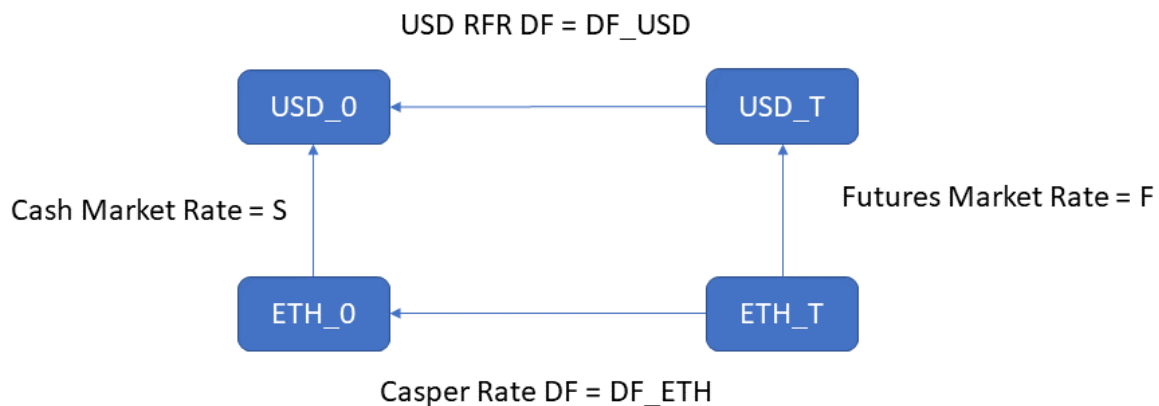 USD RFR DF = DF_USD
USD_0
USD_T
Cash Market Rate = S
Futures Market Rate = F
ETH_0
ETH_T
Casper Rate DF = DF_ETH